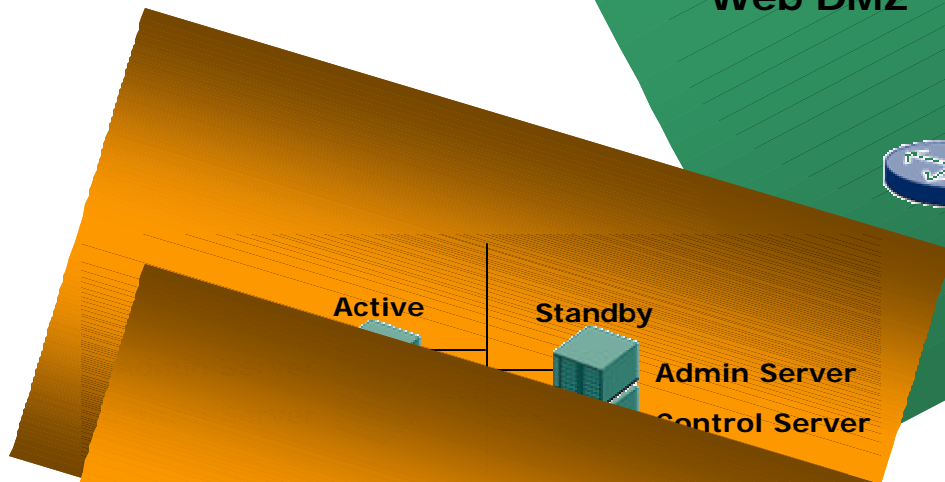 Web DMZ
Active
Standby
Admin Server
Control Server